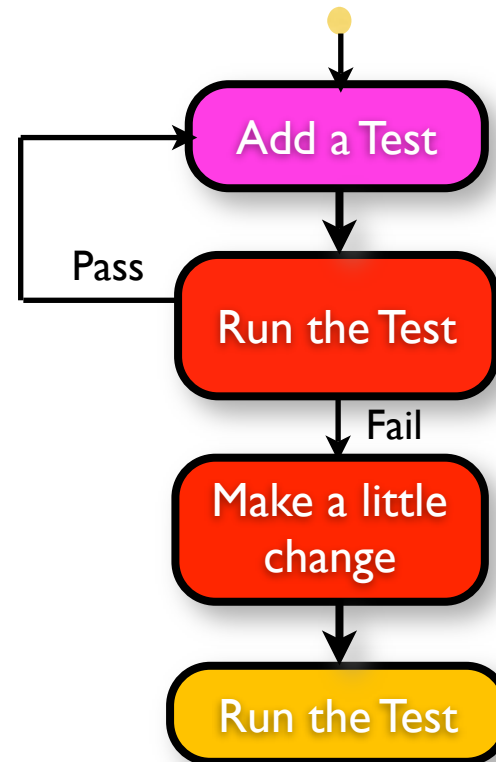 Add a Test
Pass
Run the Test
Fail
Make a little
change
Run the Test